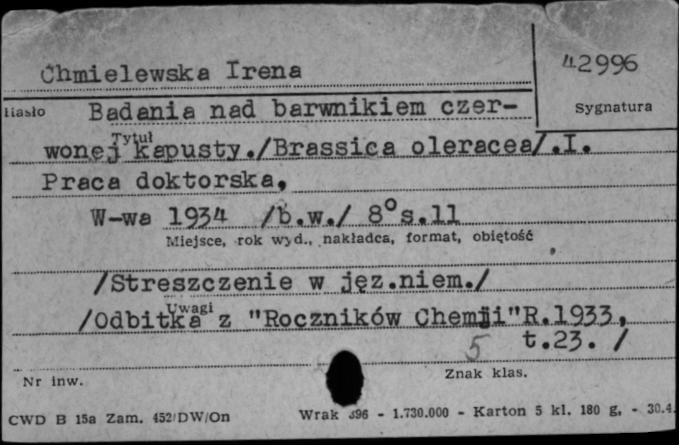 Chmielewska Irena
42996
Hasło
Badania nad barwnikiem czer-
Sygnatura
Tytuł
wonej kapusty./Brassica oleracea/.I.
Praca doktorska,
W-wa 1934 /b.w./ 8°s.11
Miejsce, rok wyd., nakładca, format, objętość
/Streszczenie w jęz.niem./
Uwagi
/Odbitka z "Roczników Chemji"R.1933,
5 t.23. /
Nr inw.
Znak klas.
CWD B 15a Zam. 452/DW/On
Wrak 396 - 1.730.000 - Karton 5 kl. 180 g. - 30.4.